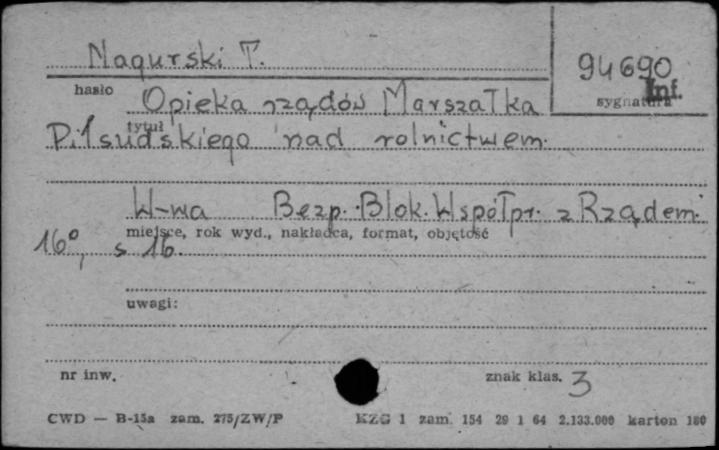 Nagurski T.
94690
Inf.
hasło
sygnatura
Opieka rządów Marszałka
tytuł
Piłsudskiego nad rolnictwem.
W-wa Bezp. Blok. Współpr. z Rządem.
miejsce, rok wyd., nakładca, format, objętość
16°, s 16.
uwagi:
nr inw.
znak klas. 3
CWD — B-15a zam. 275/ZW/P KZG 1 zam. 154 29 1 64 2.133.000 karton 180